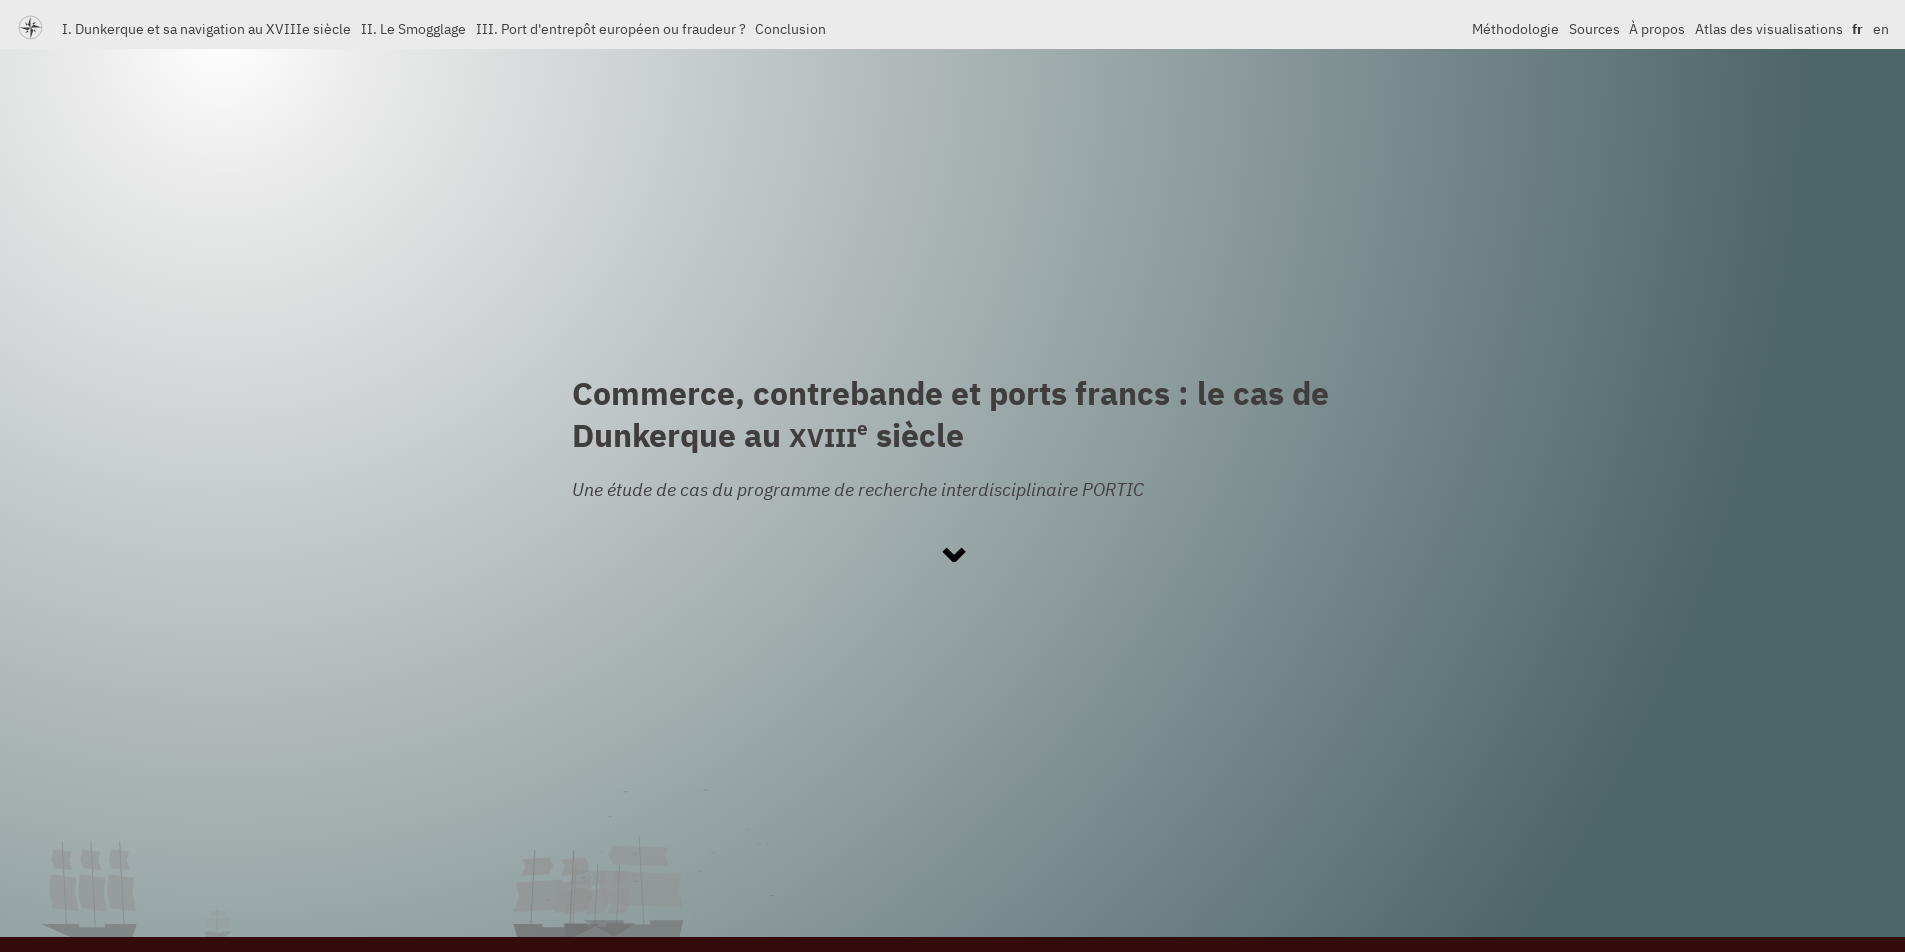 I. Dunkerque et sa navigation au XVIIIe siècle II. Le Smogglage III. Port d'entrepôt européen ou fraudeur ? Conclusion
Méthodologie Sources À propos Atlas des visualisations fr en
Commerce, contrebande et ports francs : le cas de
Dunkerque au XVIIIe siècle
Une étude de cas du programme de recherche interdisciplinaire PORTIC